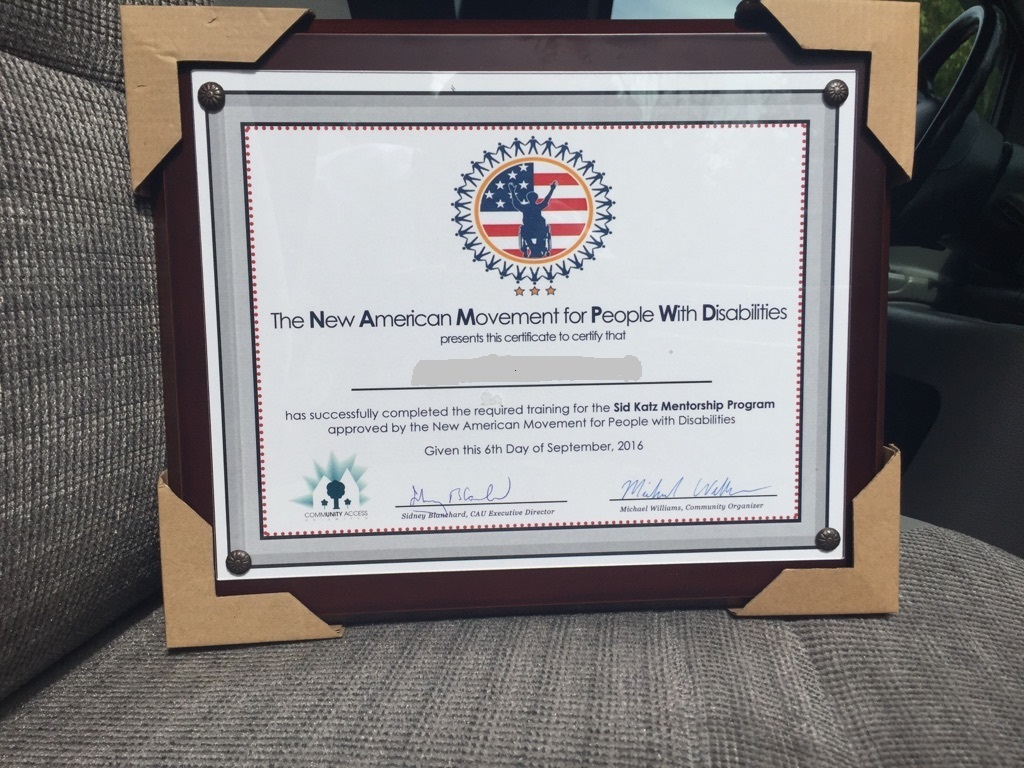 The New American Movement for People With Disabilities
presents this certificate to certify that
has successfully completed the required training for the Sid Katz Mentorship Program
approved by the New American Movement for People with Disabilities
Given this 6th Day of September, 2016
COMMUNITY ACCESS
Sidney Blanchard, CAU Executive Director
Michael Williams, Community Organizer